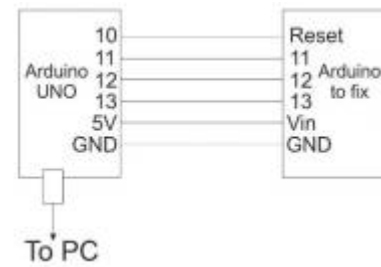 10 Reset
11 11
Arduino UNO 12 12 Arduino to fix
13 13
5V Vin
GND GND
To PC